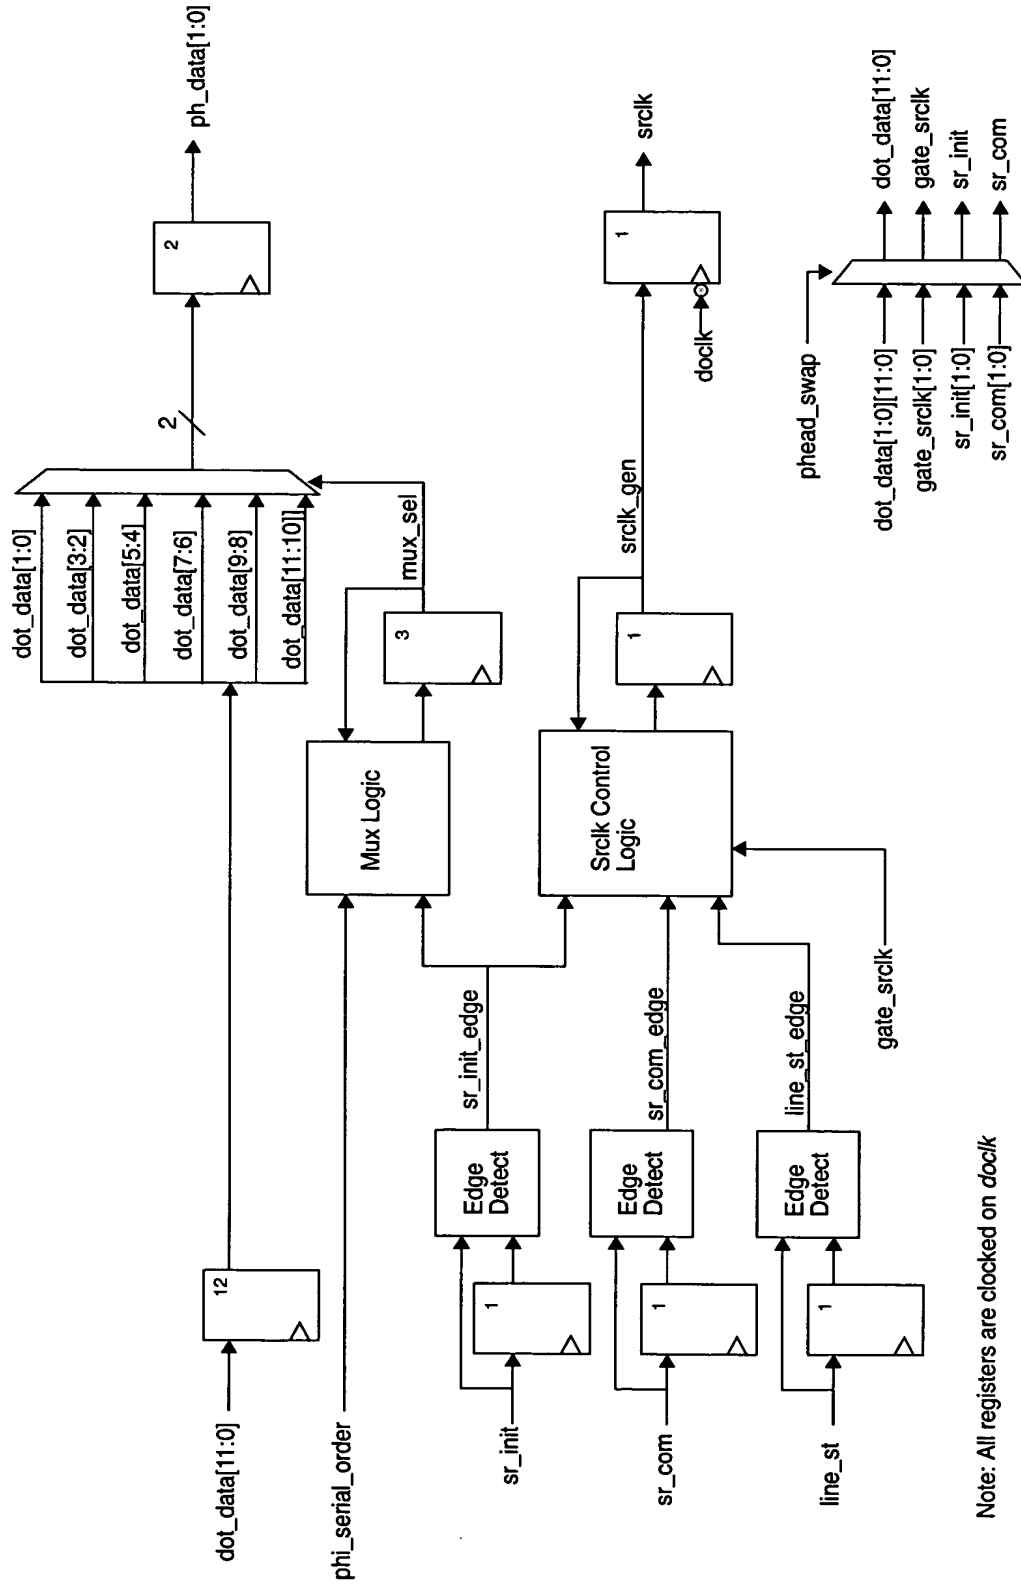 dot_data[11:0]
12
dot_data[1:0]
dot_data[3:2]
dot_data[5:4]
dot_data[7:6]
dot_data[9:8]
dot_data[11:10]]
2
2
ph_data[1:0]
phi_serial_order
Mux Logic
3
mux_sel
sr_init
1
Edge
Detect
sr_init_edge
sr_com
1
Edge
Detect
sr_com_edge
line_st
1
Edge
Detect
line_st_edge
gate_srclk
Srclk Control
Logic
1
srclk_gen
1
doclk
srclk
phead_swap
dot_data[1:0][11:0]
gate_srclk[1:0]
sr_init[1:0]
sr_com[1:0]
dot_data[11:0]
gate_srclk
sr_init
sr_com
Note: All registers are clocked on doclk